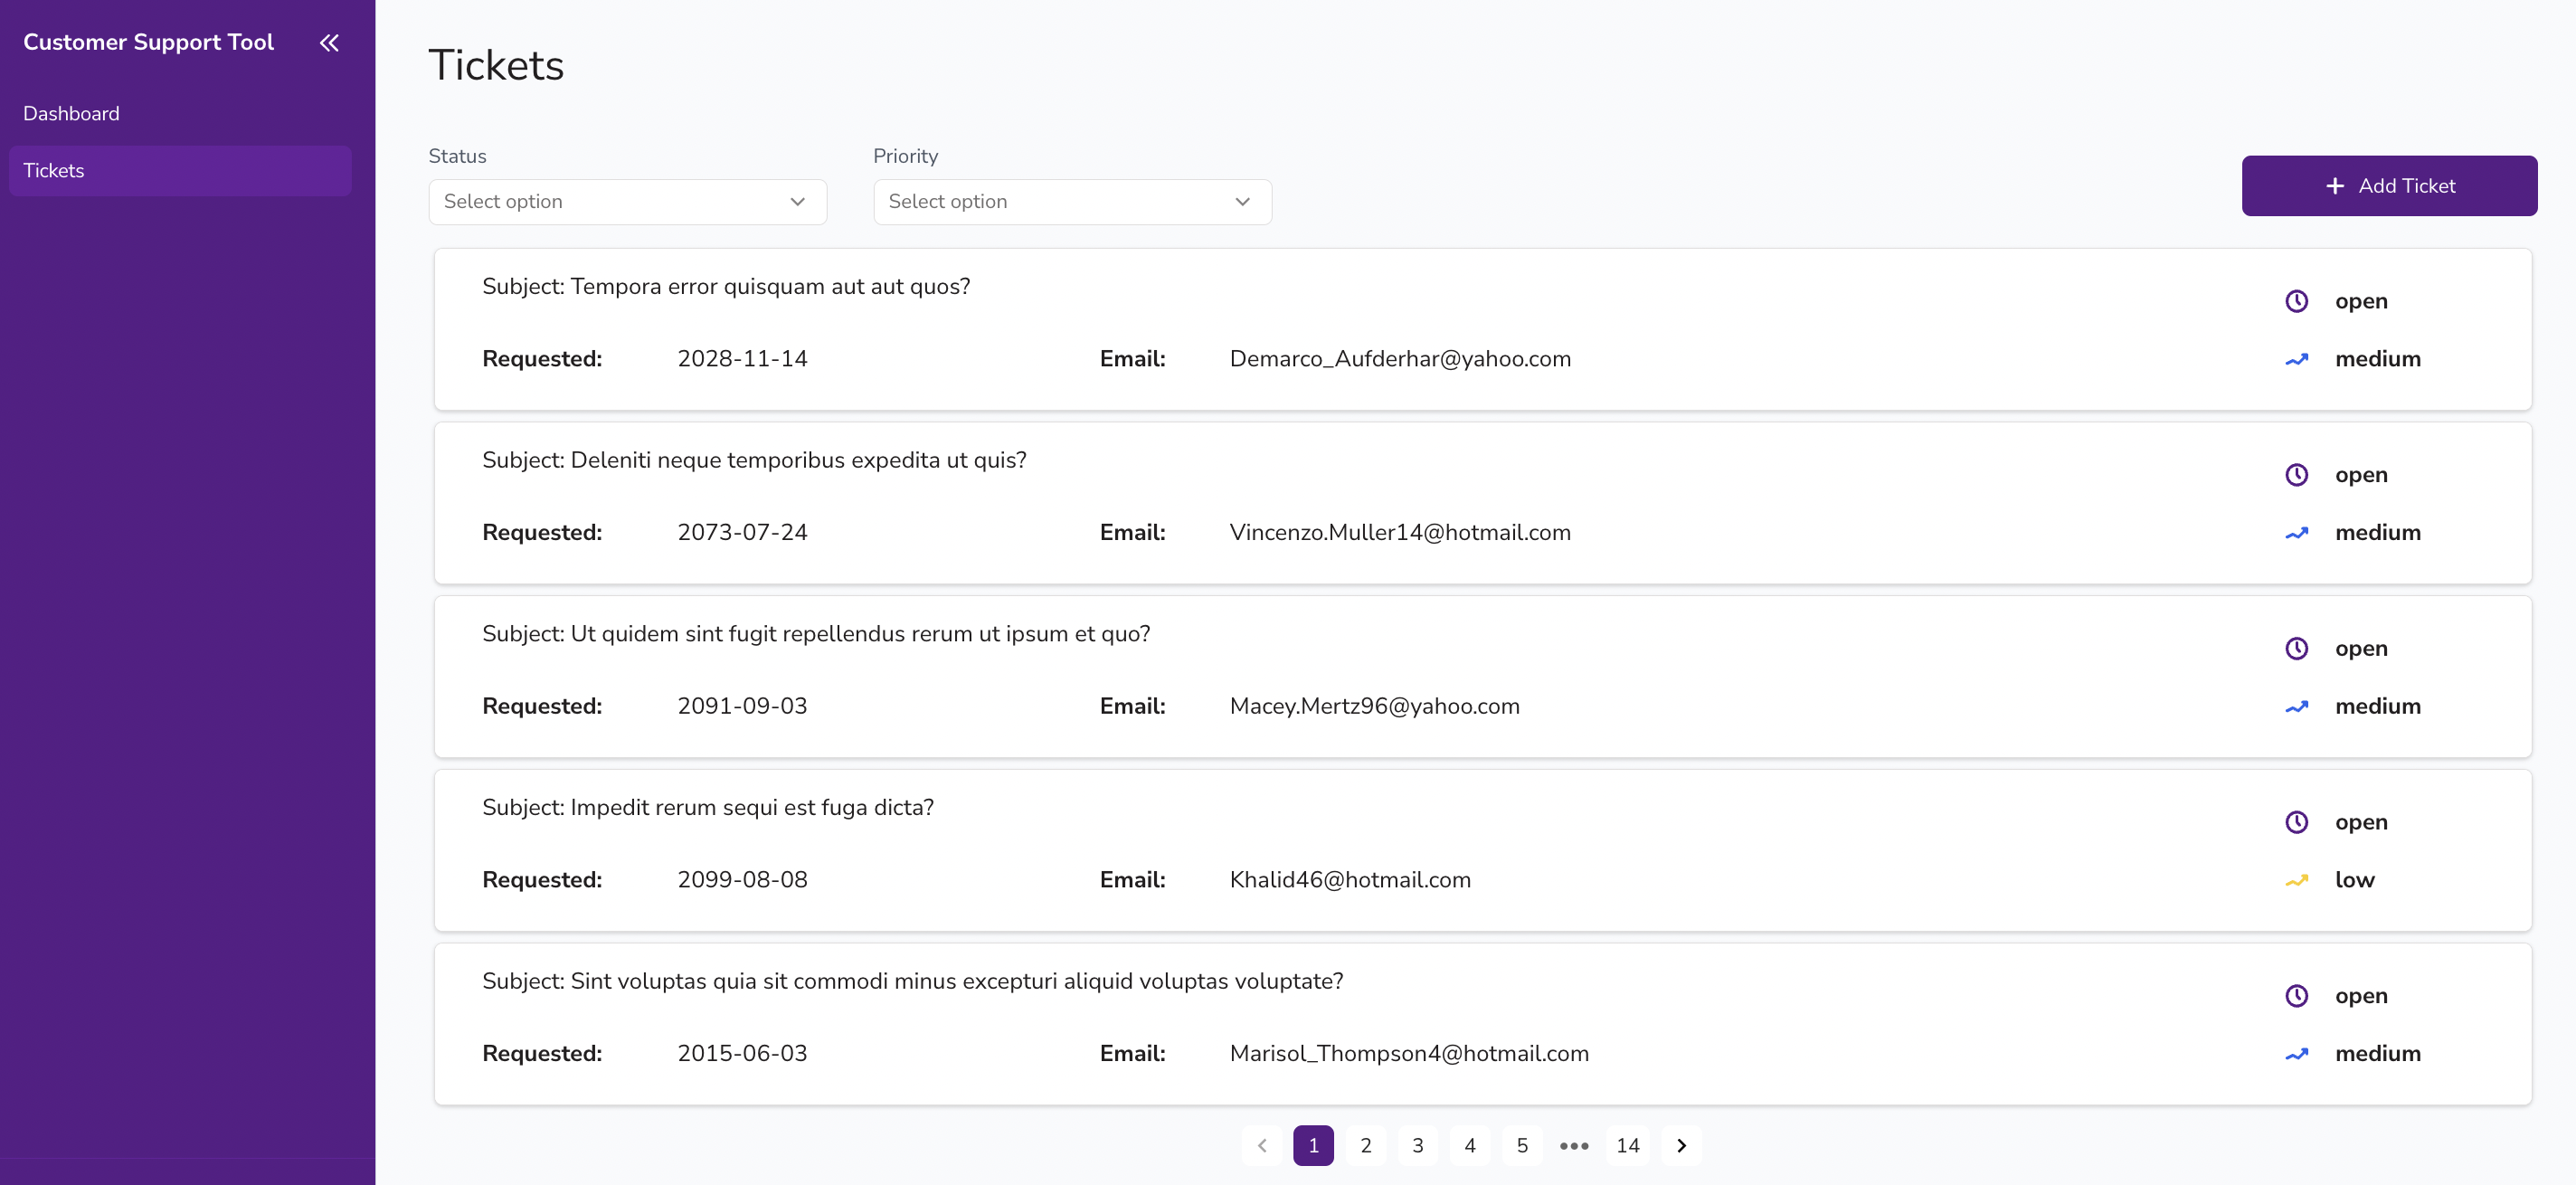 Customer Support Tool
Dashboard
Tickets
Tickets
Status
Select option
Priority
Select option
Add Ticket
Subject: Tempora error quisquam aut aut quos?
open
Requested: 2028-11-14 Email: Demarco_Aufderhar@yahoo.com
medium
Subject: Deleniti neque temporibus expedita ut quis?
open
Requested: 2073-07-24 Email: Vincenzo.Muller14@hotmail.com
medium
Subject: Ut quidem sint fugit repellendus rerum ut ipsum et quo?
open
Requested: 2091-09-03 Email: Macey.Mertz96@yahoo.com
medium
Subject: Impedit rerum sequi est fuga dicta?
open
Requested: 2099-08-08 Email: Khalid46@hotmail.com
low
Subject: Sint voluptas quia sit commodi minus excepturi aliquid voluptas voluptate?
open
Requested: 2015-06-03 Email: Marisol_Thompson4@hotmail.com
medium
1 2 3 4 5 ••• 14